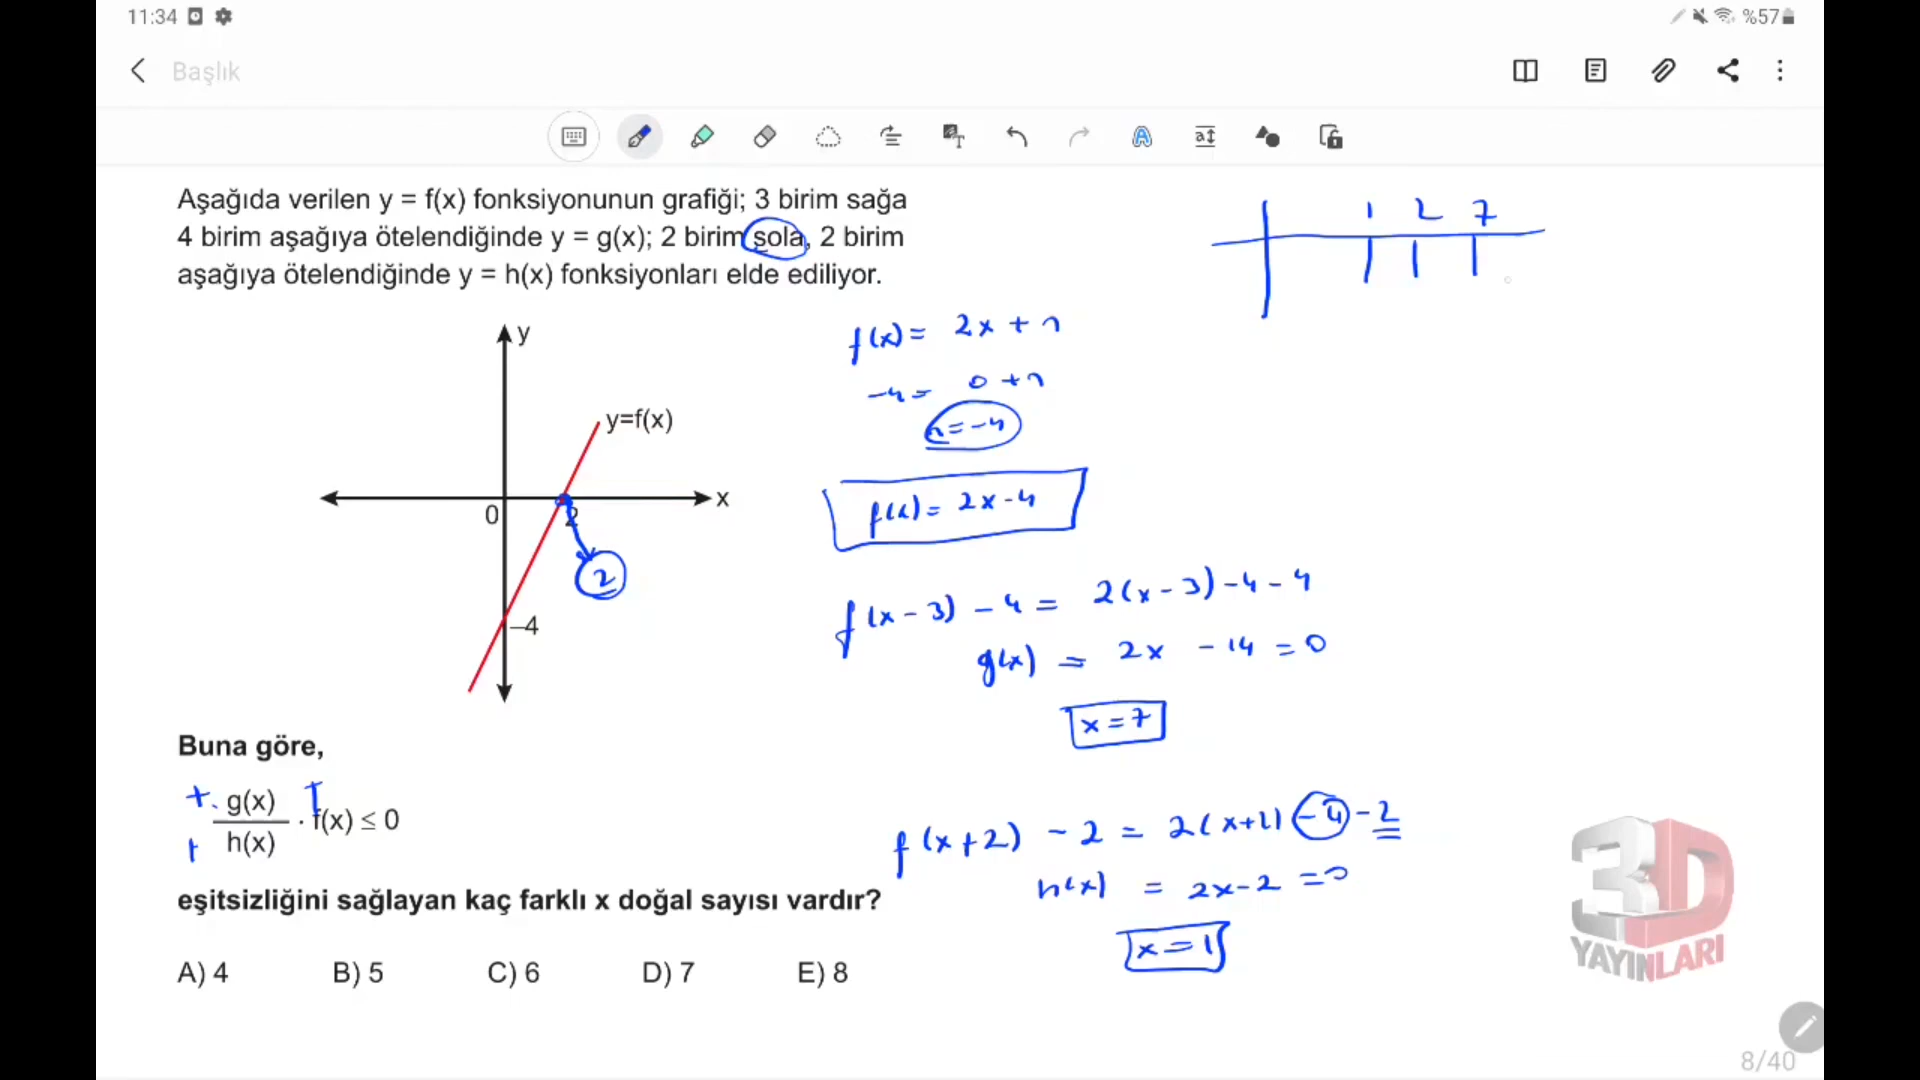 11:34 %57
Başlık
Aşağıda verilen y = f(x) fonksiyonunun grafiği; 3 birim sağa
4 birim aşağıya ötelendiğinde y = g(x); 2 birim sola, 2 birim
aşağıya ötelendiğinde y = h(x) fonksiyonları elde ediliyor.
1 2 7
y
y=f(x)
x
0
2
2
–4
f(x) = 2x + n
-4 = 0 + n
n = -4
f(x) = 2x - 4
f(x - 3) - 4 = 2(x - 3) - 4 - 4
g(x) = 2x - 14 = 0
x = 7
Buna göre,
+ . g(x) +
+ h(x) · f(x) ≤ 0
f(x+2) - 2 = 2(x+2) - 4 - 2
h(x) = 2x - 2 = 0
x = 1
eşitsizliğini sağlayan kaç farklı x doğal sayısı vardır?
A) 4 B) 5 C) 6 D) 7 E) 8
3D
YAYINLARI
8/40